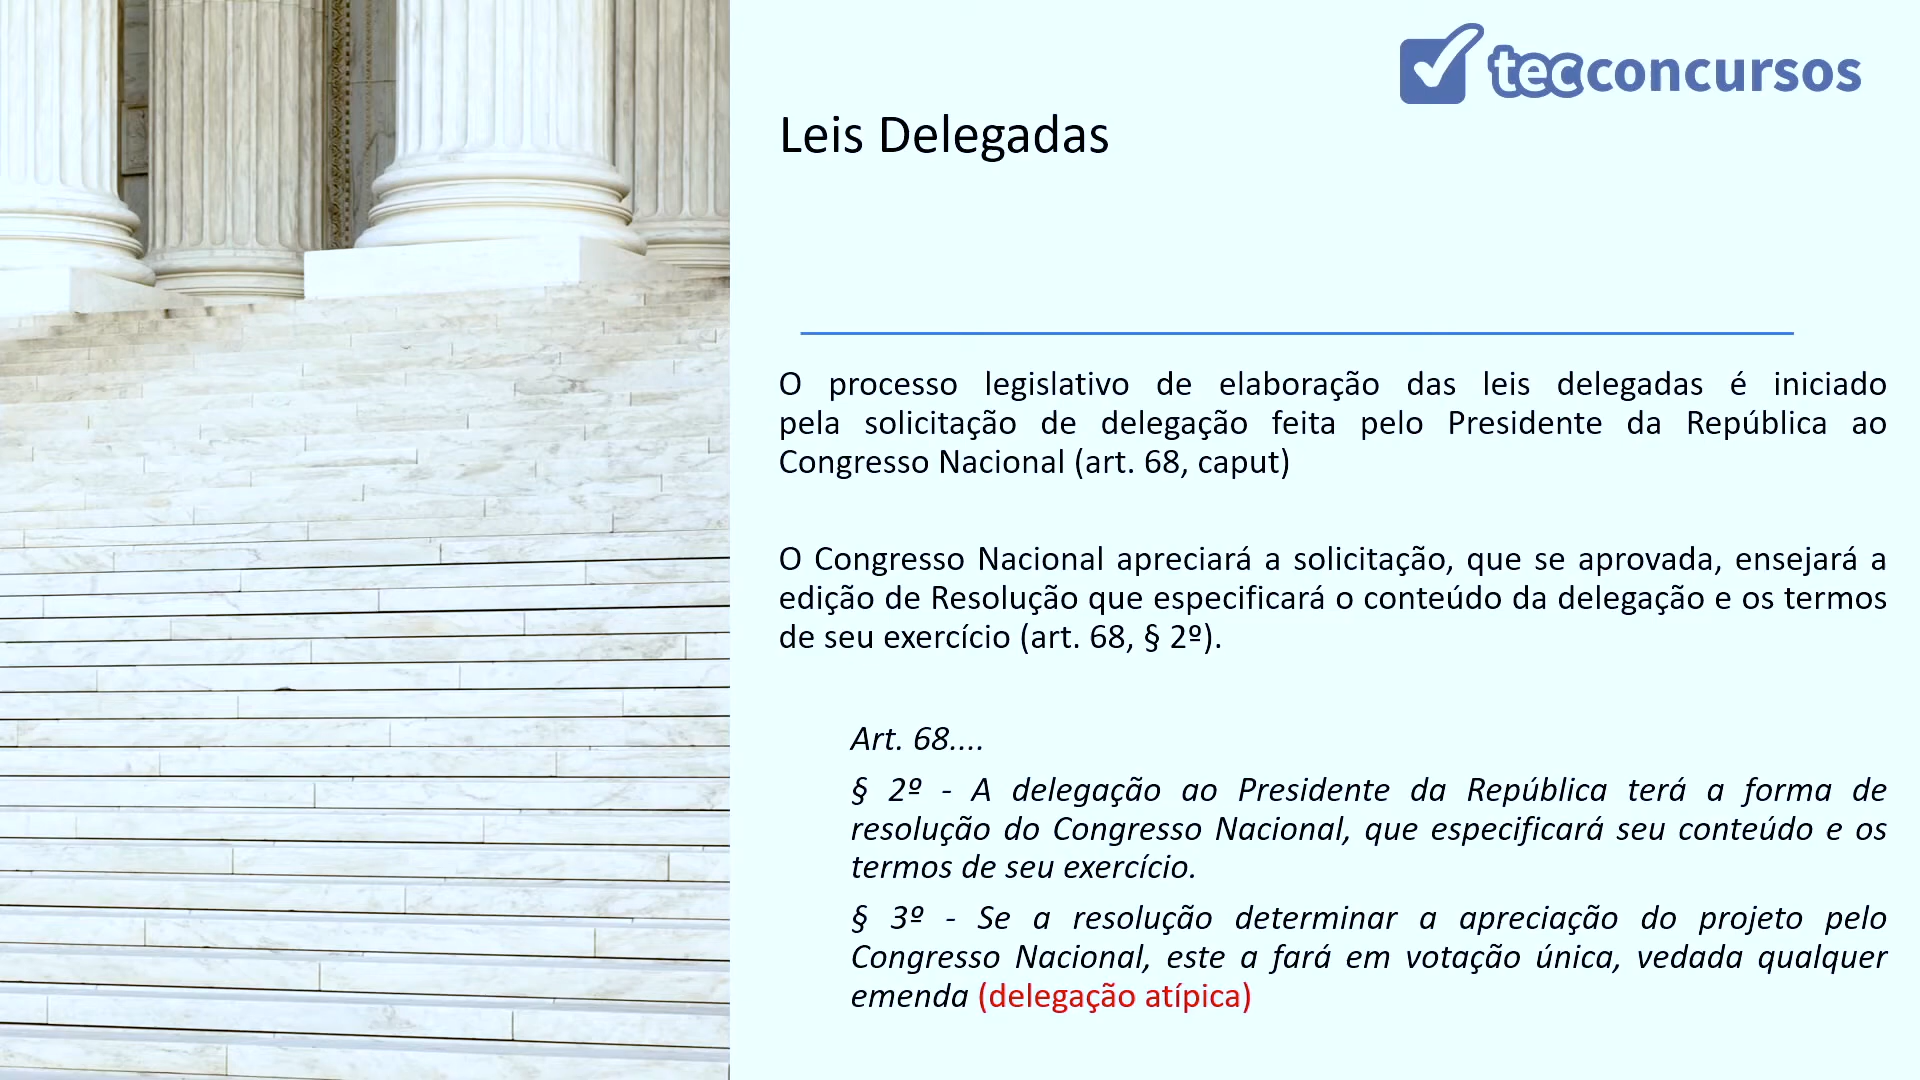 tecconcursos
Leis Delegadas
O processo legislativo de elaboração das leis delegadas é iniciado
pela solicitação de delegação feita pelo Presidente da República ao
Congresso Nacional (art. 68, caput)
O Congresso Nacional apreciará a solicitação, que se aprovada, ensejará a
edição de Resolução que especificará o conteúdo da delegação e os termos
de seu exercício (art. 68, § 2º).
Art. 68....
§ 2º - A delegação ao Presidente da República terá a forma de
resolução do Congresso Nacional, que especificará seu conteúdo e os
termos de seu exercício.
§ 3º - Se a resolução determinar a apreciação do projeto pelo
Congresso Nacional, este a fará em votação única, vedada qualquer
emenda (delegação atípica)